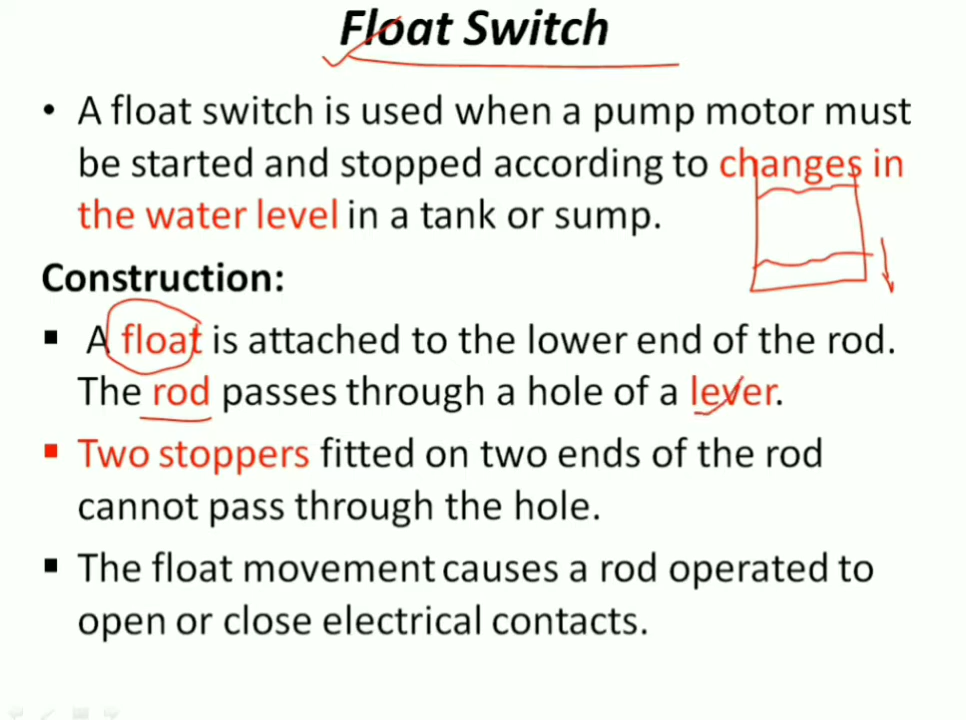 Float Switch
• A float switch is used when a pump motor must
be started and stopped according to changes in
the water level in a tank or sump.
Construction:
▪ A float is attached to the lower end of the rod.
The rod passes through a hole of a lever.
▪ Two stoppers fitted on two ends of the rod
cannot pass through the hole.
▪ The float movement causes a rod operated to
open or close electrical contacts.